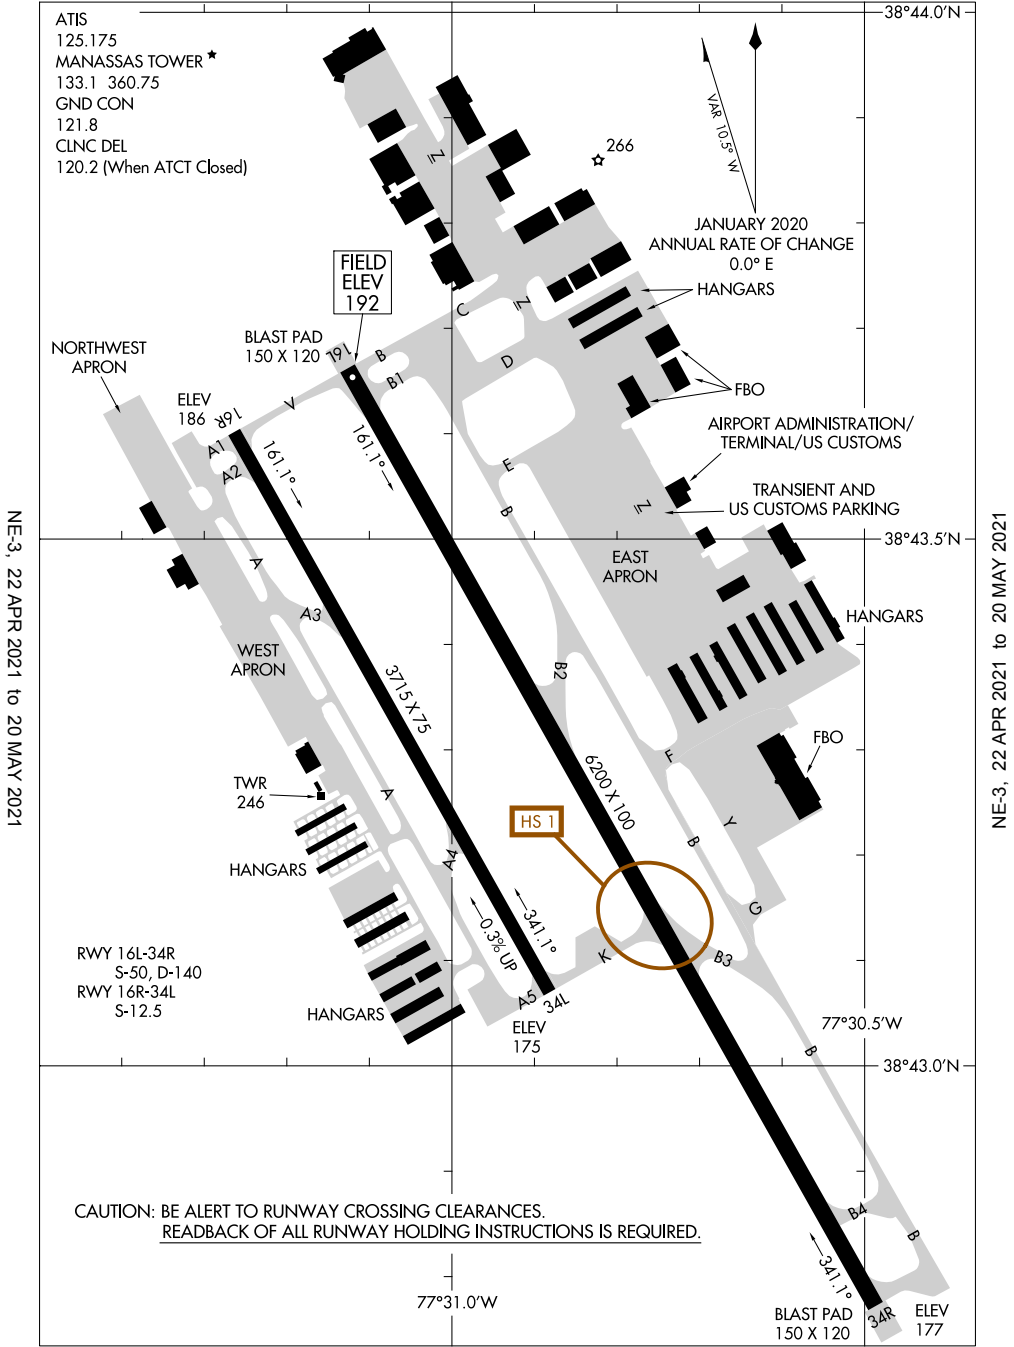 ATIS
125.175
MANASSAS TOWER
133.1 360.75
GND CON
121.8
CLNC DEL
120.2 (When ATCT Closed)
38°44.0'N
VAR 10.5° W
266
JANUARY 2020
ANNUAL RATE OF CHANGE
0.0° E
Z
FIELD
ELEV
192
HANGARS
C
Z
BLAST PAD
150 X 120
16L
B
B1
D
NORTHWEST
APRON
FBO
ELEV
186
16R
V
AIRPORT ADMINISTRATION/
TERMINAL/US CUSTOMS
A1
A2
161.1°
161.1°
E
B
TRANSIENT AND
US CUSTOMS PARKING
Z
38°43.5'N
NE-3, 22 APR 2021 to 20 MAY 2021
NE-3, 22 APR 2021 to 20 MAY 2021
EAST
APRON
A
A3
HANGARS
WEST
APRON
B2
3715 X 75
FBO
F
6200 X 100
TWR
246
A
HS 1
Y
B
A4
HANGARS
G
341.1°
0.3% UP
K
B3
RWY 16L-34R
S-50, D-140
RWY 16R-34L
S-12.5
A5
34L
HANGARS
ELEV
175
77°30.5'W
B
38°43.0'N
CAUTION: BE ALERT TO RUNWAY CROSSING CLEARANCES.
READBACK OF ALL RUNWAY HOLDING INSTRUCTIONS IS REQUIRED.
B4
B
341.1°
77°31.0'W
BLAST PAD
150 X 120
34R
ELEV
177